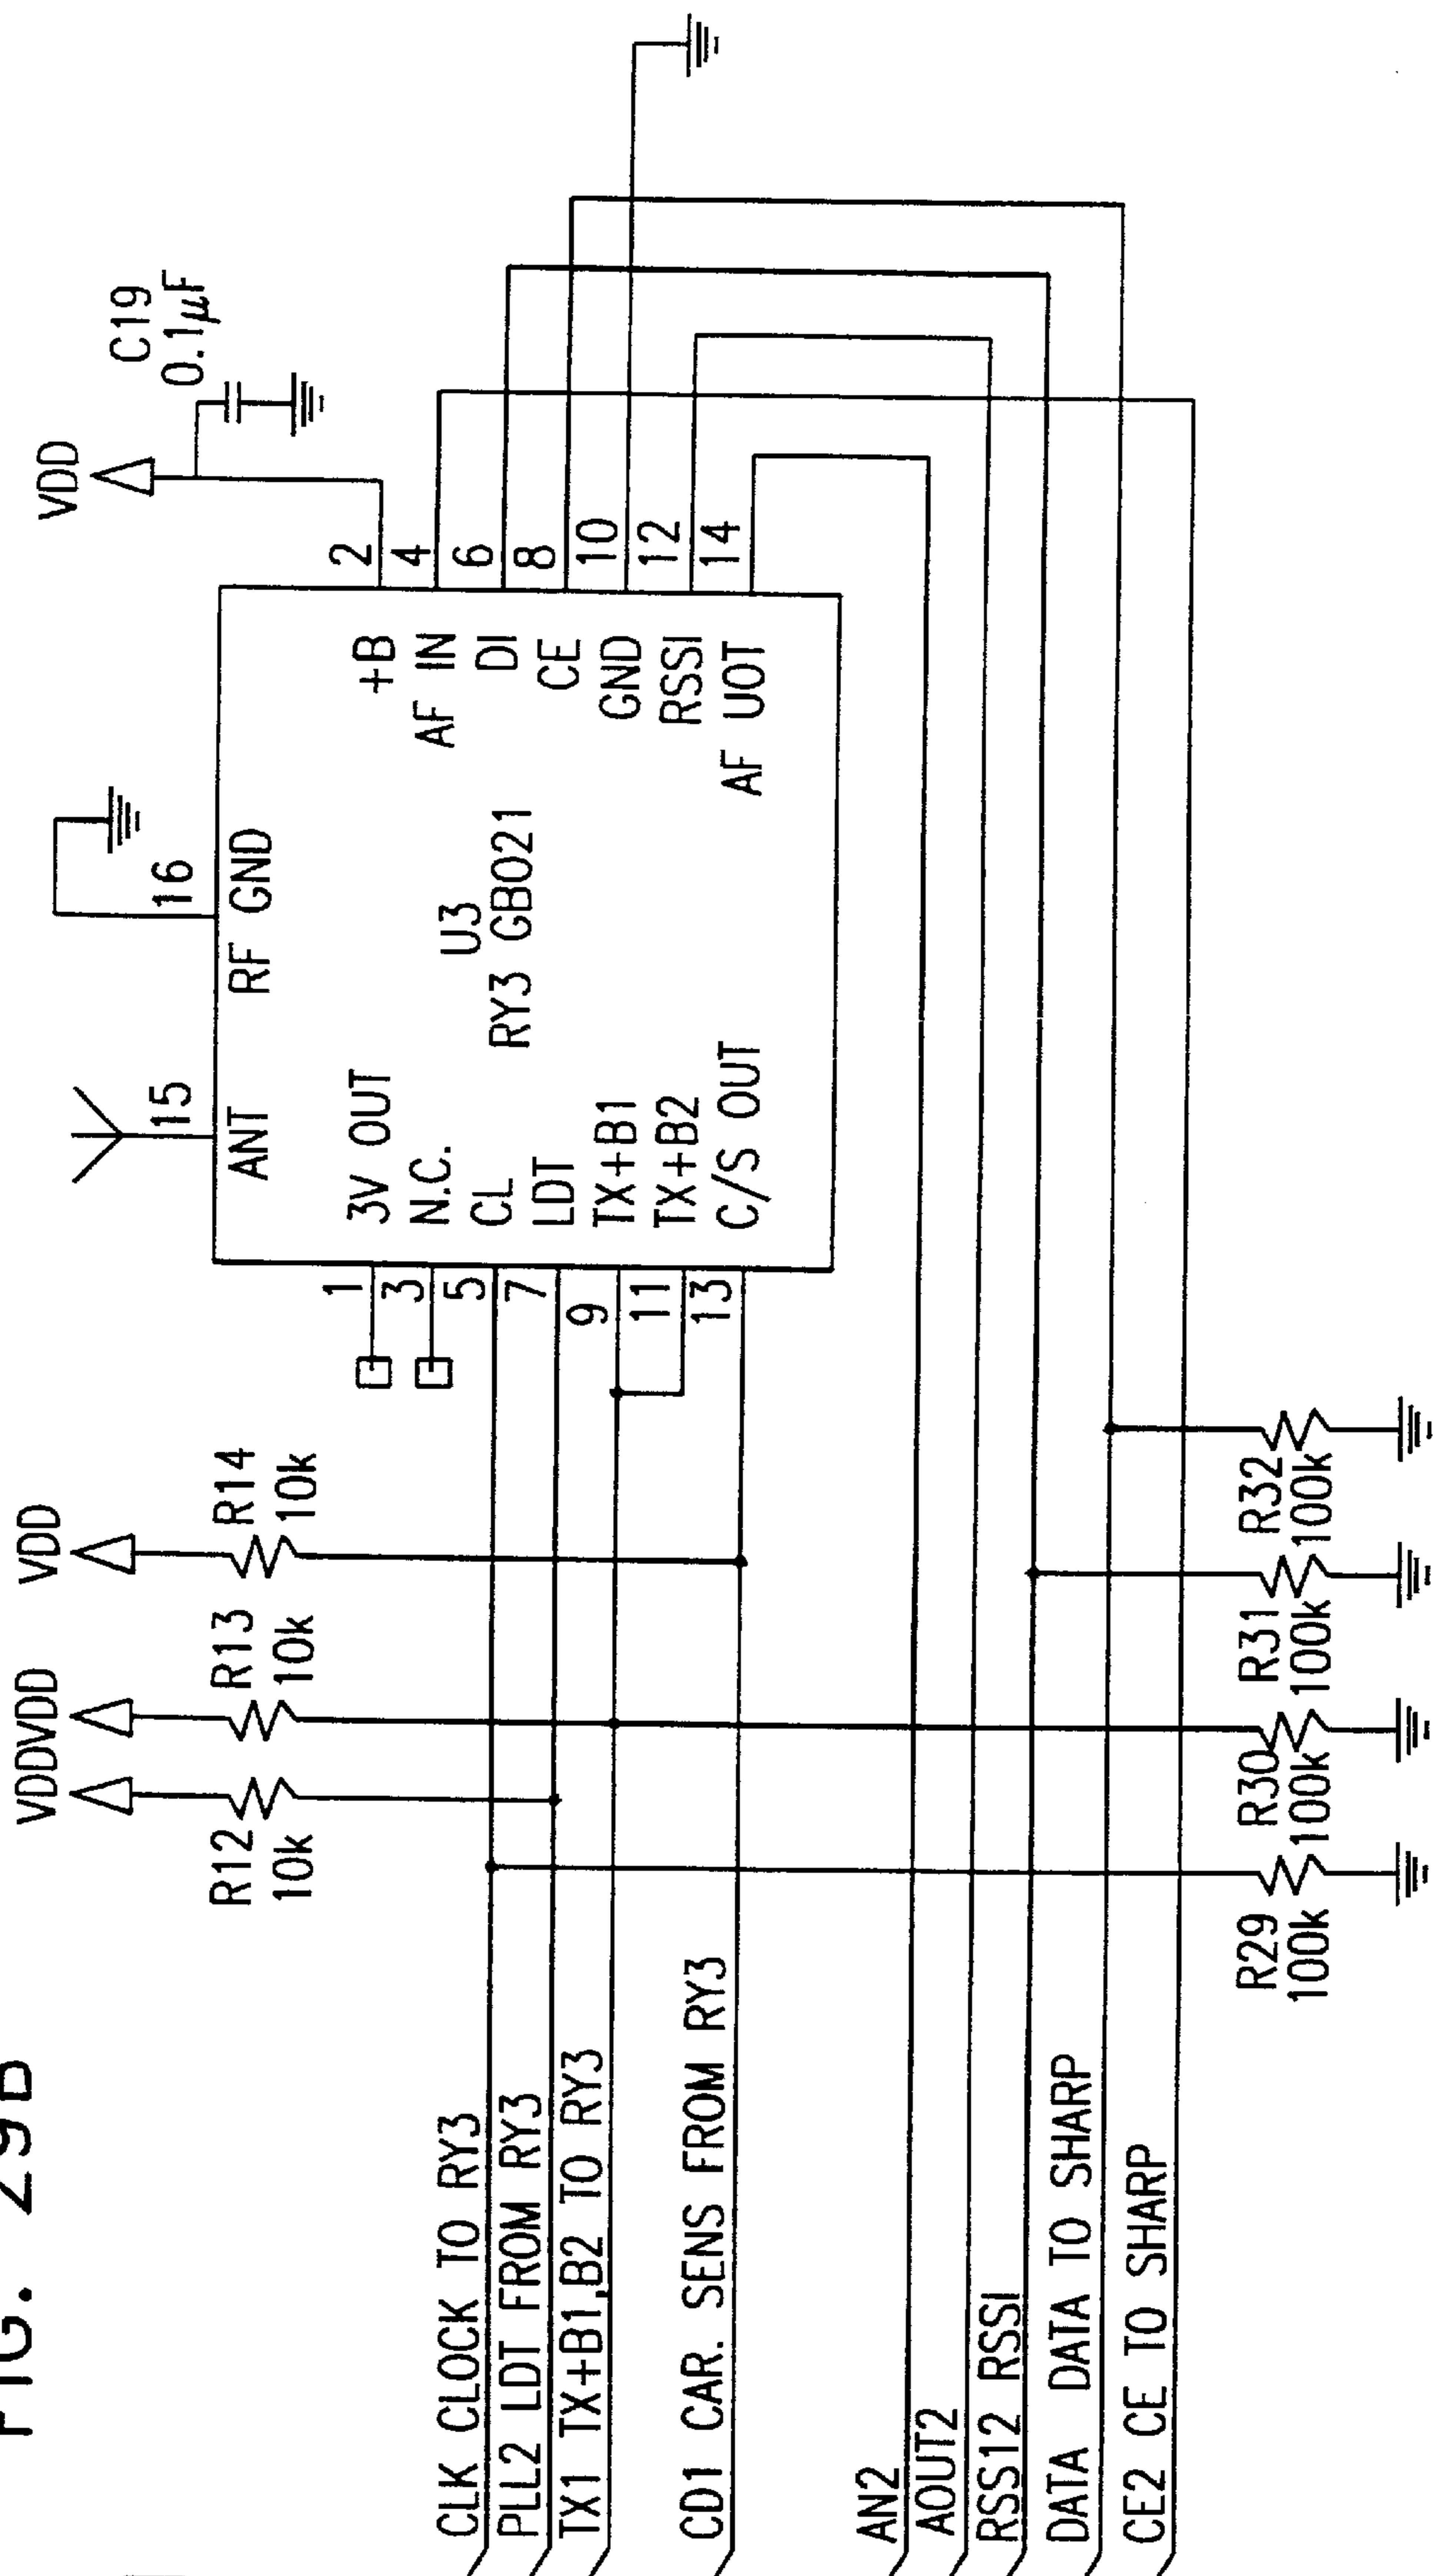 FIG. 29B
VDD
C19
0.1μF
VDDVDD
VDD
R12
10k
R13
10k
R14
10k
15
16
ANT
RF GND
1
3
5
7
9
11
13
3V OUT
N.C.
CL
LDT
TX+B1
TX+B2
C/S OUT
U3
RY3 GB021
+B
AF IN
DI
CE
GND
RSSI
AF UOT
2
4
6
8
10
12
14
CLK CLOCK TO RY3
PLL2 LDT FROM RY3
TX1 TX+B1,B2 TO RY3
CD1 CAR. SENS FROM RY3
AN2
AOUT2
RSS12 RSSI
DATA DATA TO SHARP
CE2 CE TO SHARP
R29
100k
R30
100k
R31
100k
R32
100k